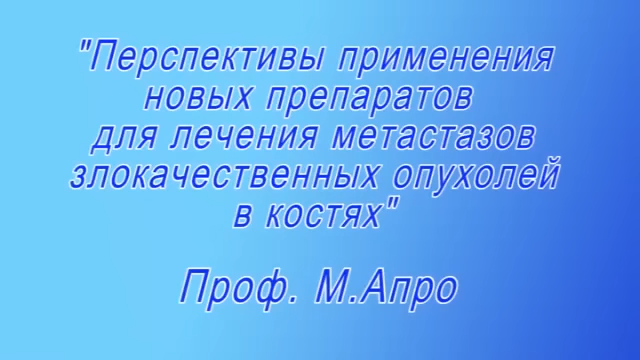 "Перспективы применения
новых препаратов
для лечения метастазов
злокачественных опухолей
в костях"
Проф. М.Апро